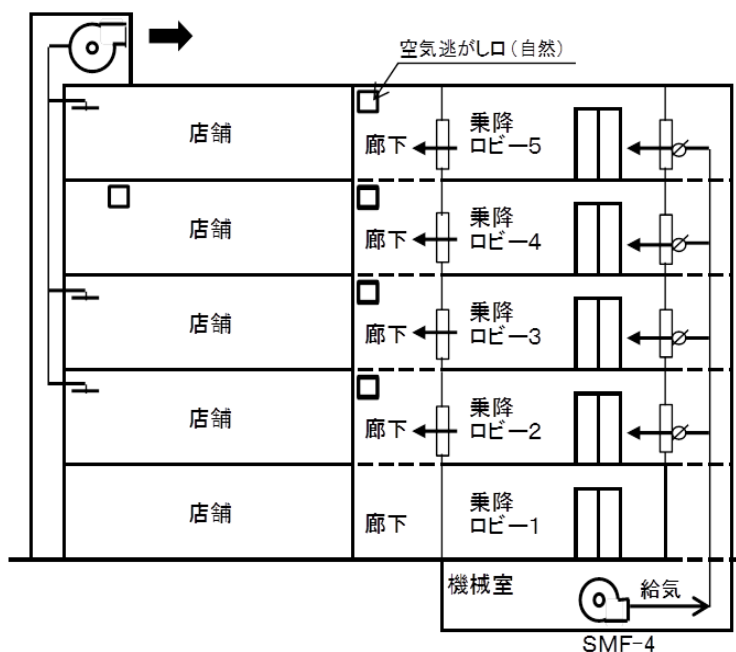 空気逃がし口(自然)
店舗
廊下
乗降
ロビー5
店舗
廊下
乗降
ロビー4
店舗
廊下
乗降
ロビー3
店舗
廊下
乗降
ロビー2
店舗
廊下
乗降
ロビー1
機械室
給気
SMF-4